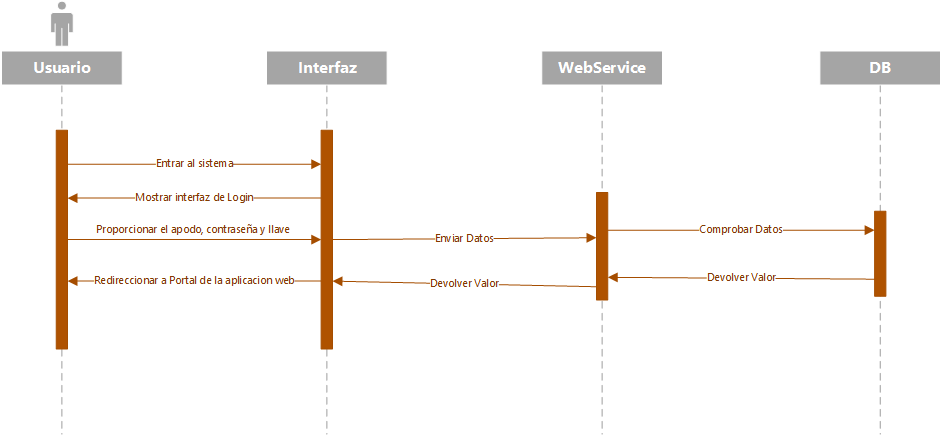 Usuario
Interfaz
WebService
DB
Entrar al sistema
Mostrar interfaz de Login
Proporcionar el apodo, contraseña y llave
Enviar Datos
Comprobar Datos
Redireccionar a Portal de la aplicacion web
Devolver Valor
Devolver Valor